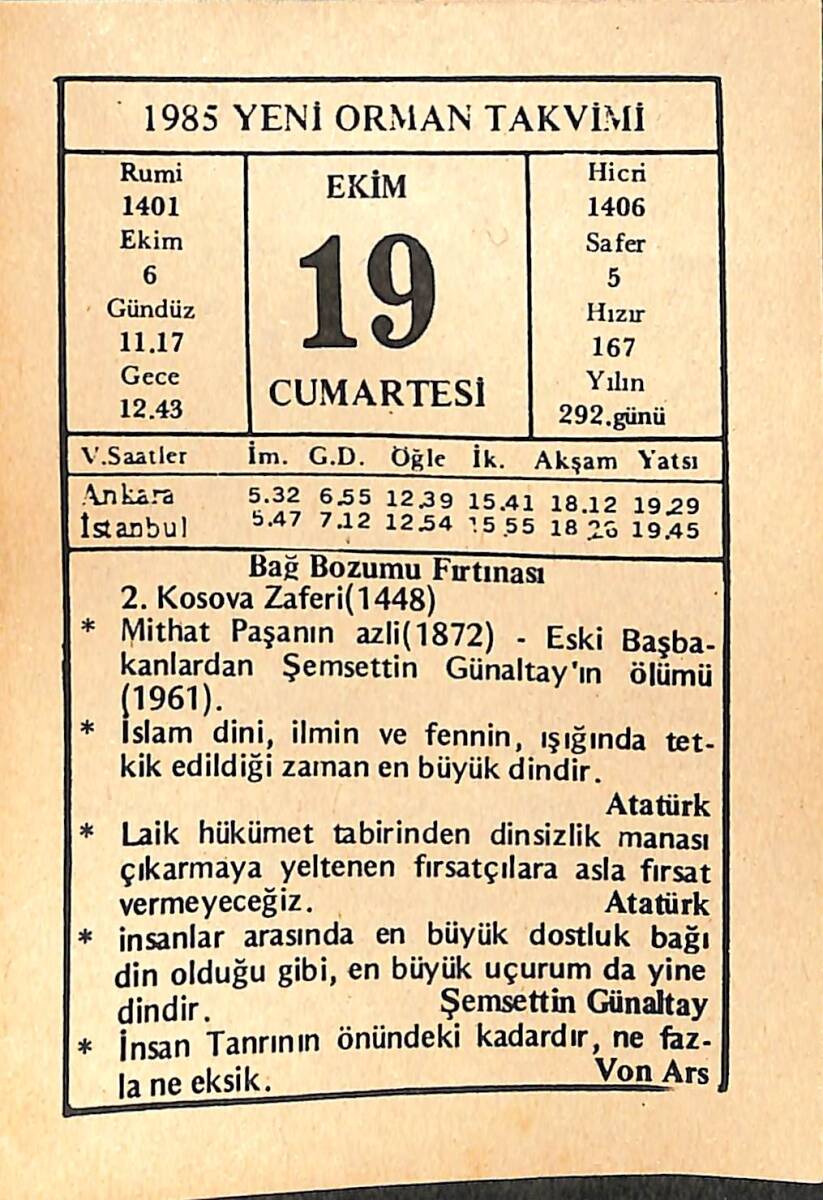 1985 YENİ ORMAN TAKVİMİ
Rumi
1401
Ekim
6
Gündüz
11.17
Gece
12.43
EKİM
19
CUMARTESİ
Hicri
1406
Safer
5
Hızır
167
Yılın
292.günü
V.Saatler İm. G.D. Öğle İk. Akşam Yatsı
Ankara 5.32 6.55 12.39 15.41 18.12 19.29
İstanbul 5.47 7.12 12.54 15 55 18 26 19.45
Bağ Bozumu Fırtınası
2. Kosova Zaferi(1448)
* Mithat Paşanın azli(1872) - Eski Başba-
kanlardan Şemsettin Günaltay'ın ölümü
(1961).
* İslam dini, ilmin ve fennin, ışığında tet-
kik edildiği zaman en büyük dindir.
Atatürk
* Laik hükümet tabirinden dinsizlik manası
çıkarmaya yeltenen fırsatçılara asla fırsat
vermeyeceğiz. Atatürk
* insanlar arasında en büyük dostluk bağı
din olduğu gibi, en büyük uçurum da yine
dindir. Şemsettin Günaltay
* İnsan Tanrının önündeki kadardır, ne faz-
la ne eksik. Von Ars